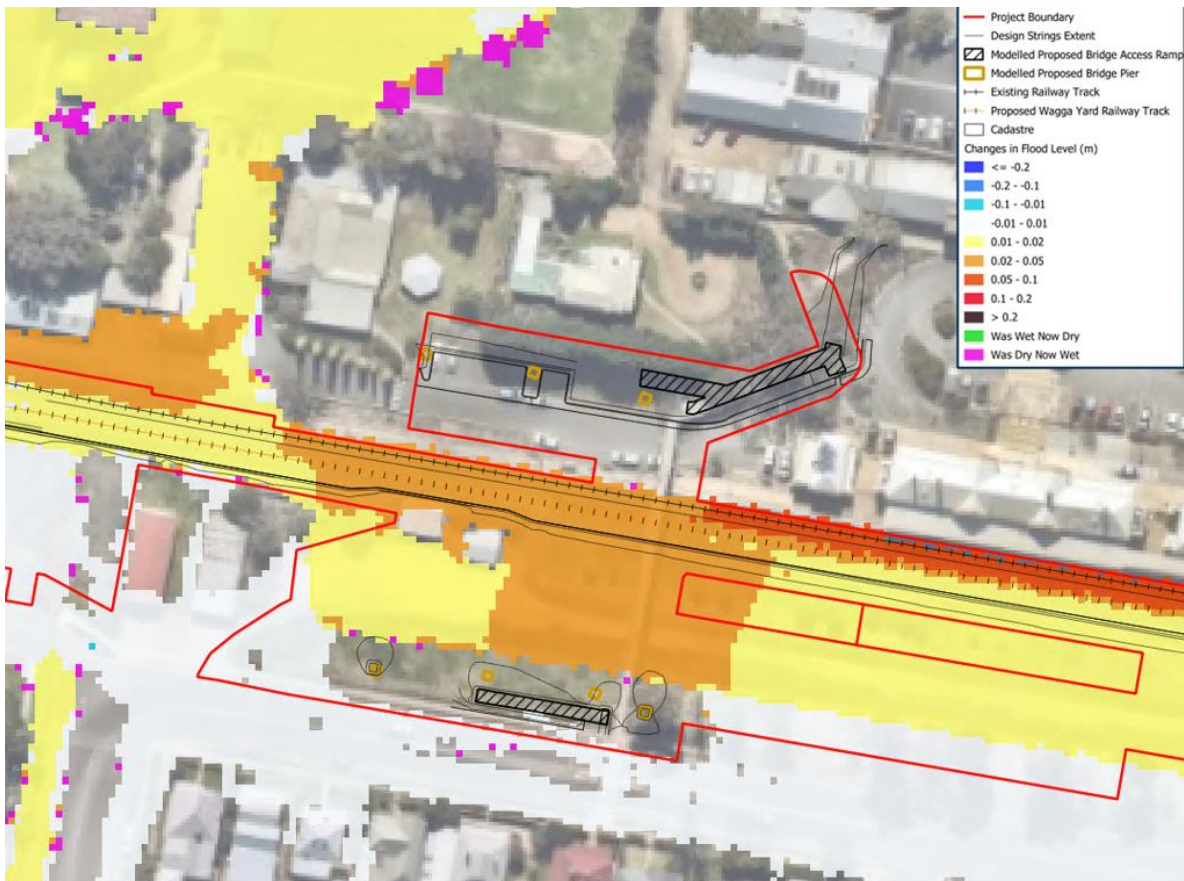 Project Boundary
Design Strings Extent
Modelled Proposed Bridge Access Ramp
Modelled Proposed Bridge Pier
Existing Railway Track
Proposed Wagga Yard Railway Track
Cadastre
Changes in Flood Level (m)
<= -0.2
-0.2 - -0.1
-0.1 - -0.01
-0.01 - 0.01
0.01 - 0.02
0.02 - 0.05
0.05 - 0.1
0.1 - 0.2
> 0.2
Was Wet Now Dry
Was Dry Now Wet